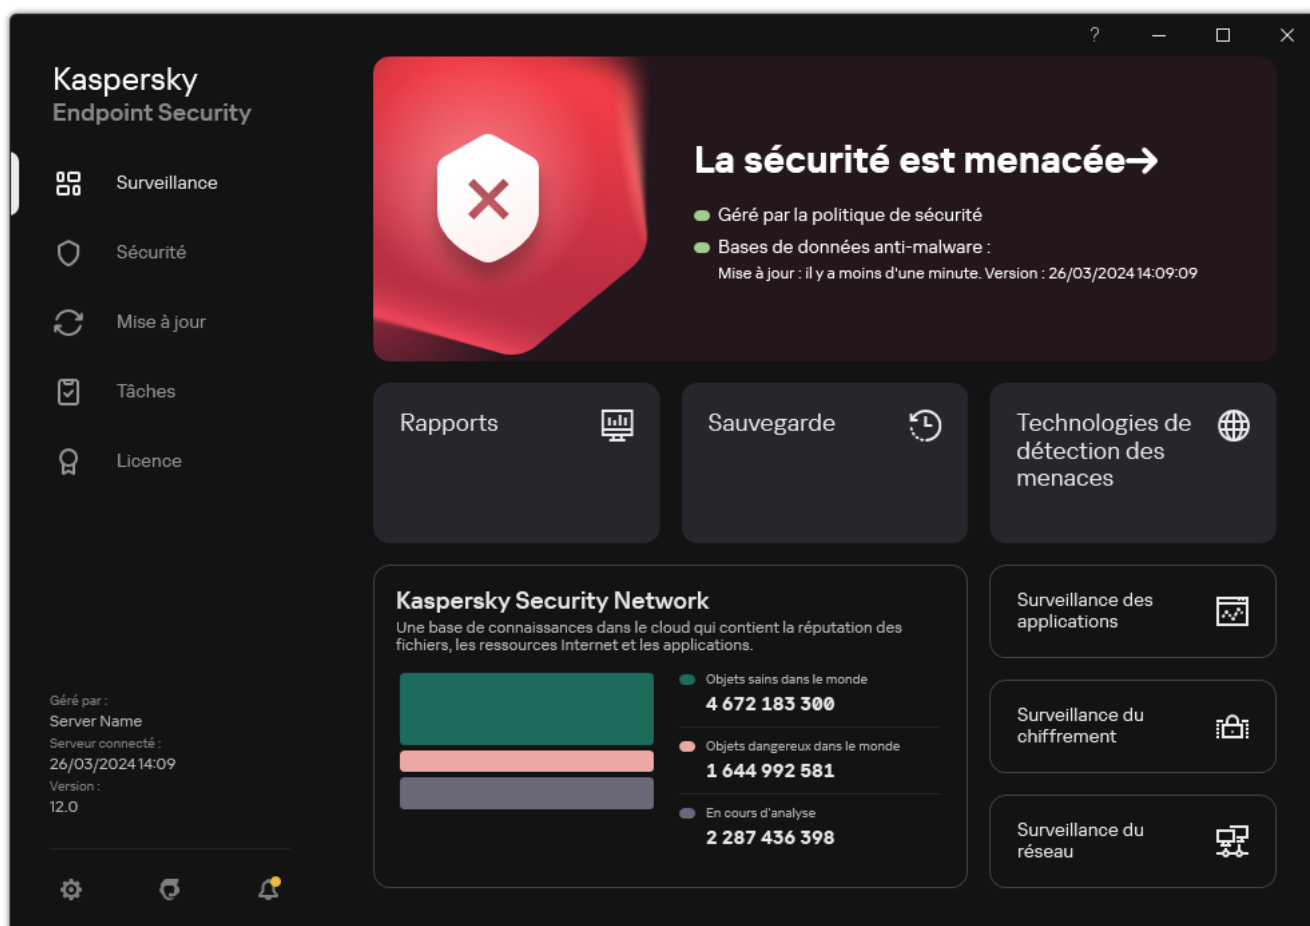 ?
Kaspersky
Endpoint Security
Surveillance
Sécurité
Mise à jour
Tâches
Licence
Géré par :
Server Name
Serveur connecté :
26/03/2024 14:09
Version :
12.0
La sécurité est menacée→
Géré par la politique de sécurité
Bases de données anti-malware :
Mise à jour : il y a moins d'une minute. Version : 26/03/2024 14:09:09
Rapports
Sauvegarde
Technologies de
détection des
menaces
Kaspersky Security Network
Une base de connaissances dans le cloud qui contient la réputation des
fichiers, les ressources Internet et les applications.
Objets sains dans le monde
4 672 183 300
Objets dangereux dans le monde
1 644 992 581
En cours d'analyse
2 287 436 398
Surveillance des
applications
Surveillance du
chiffrement
Surveillance du
réseau